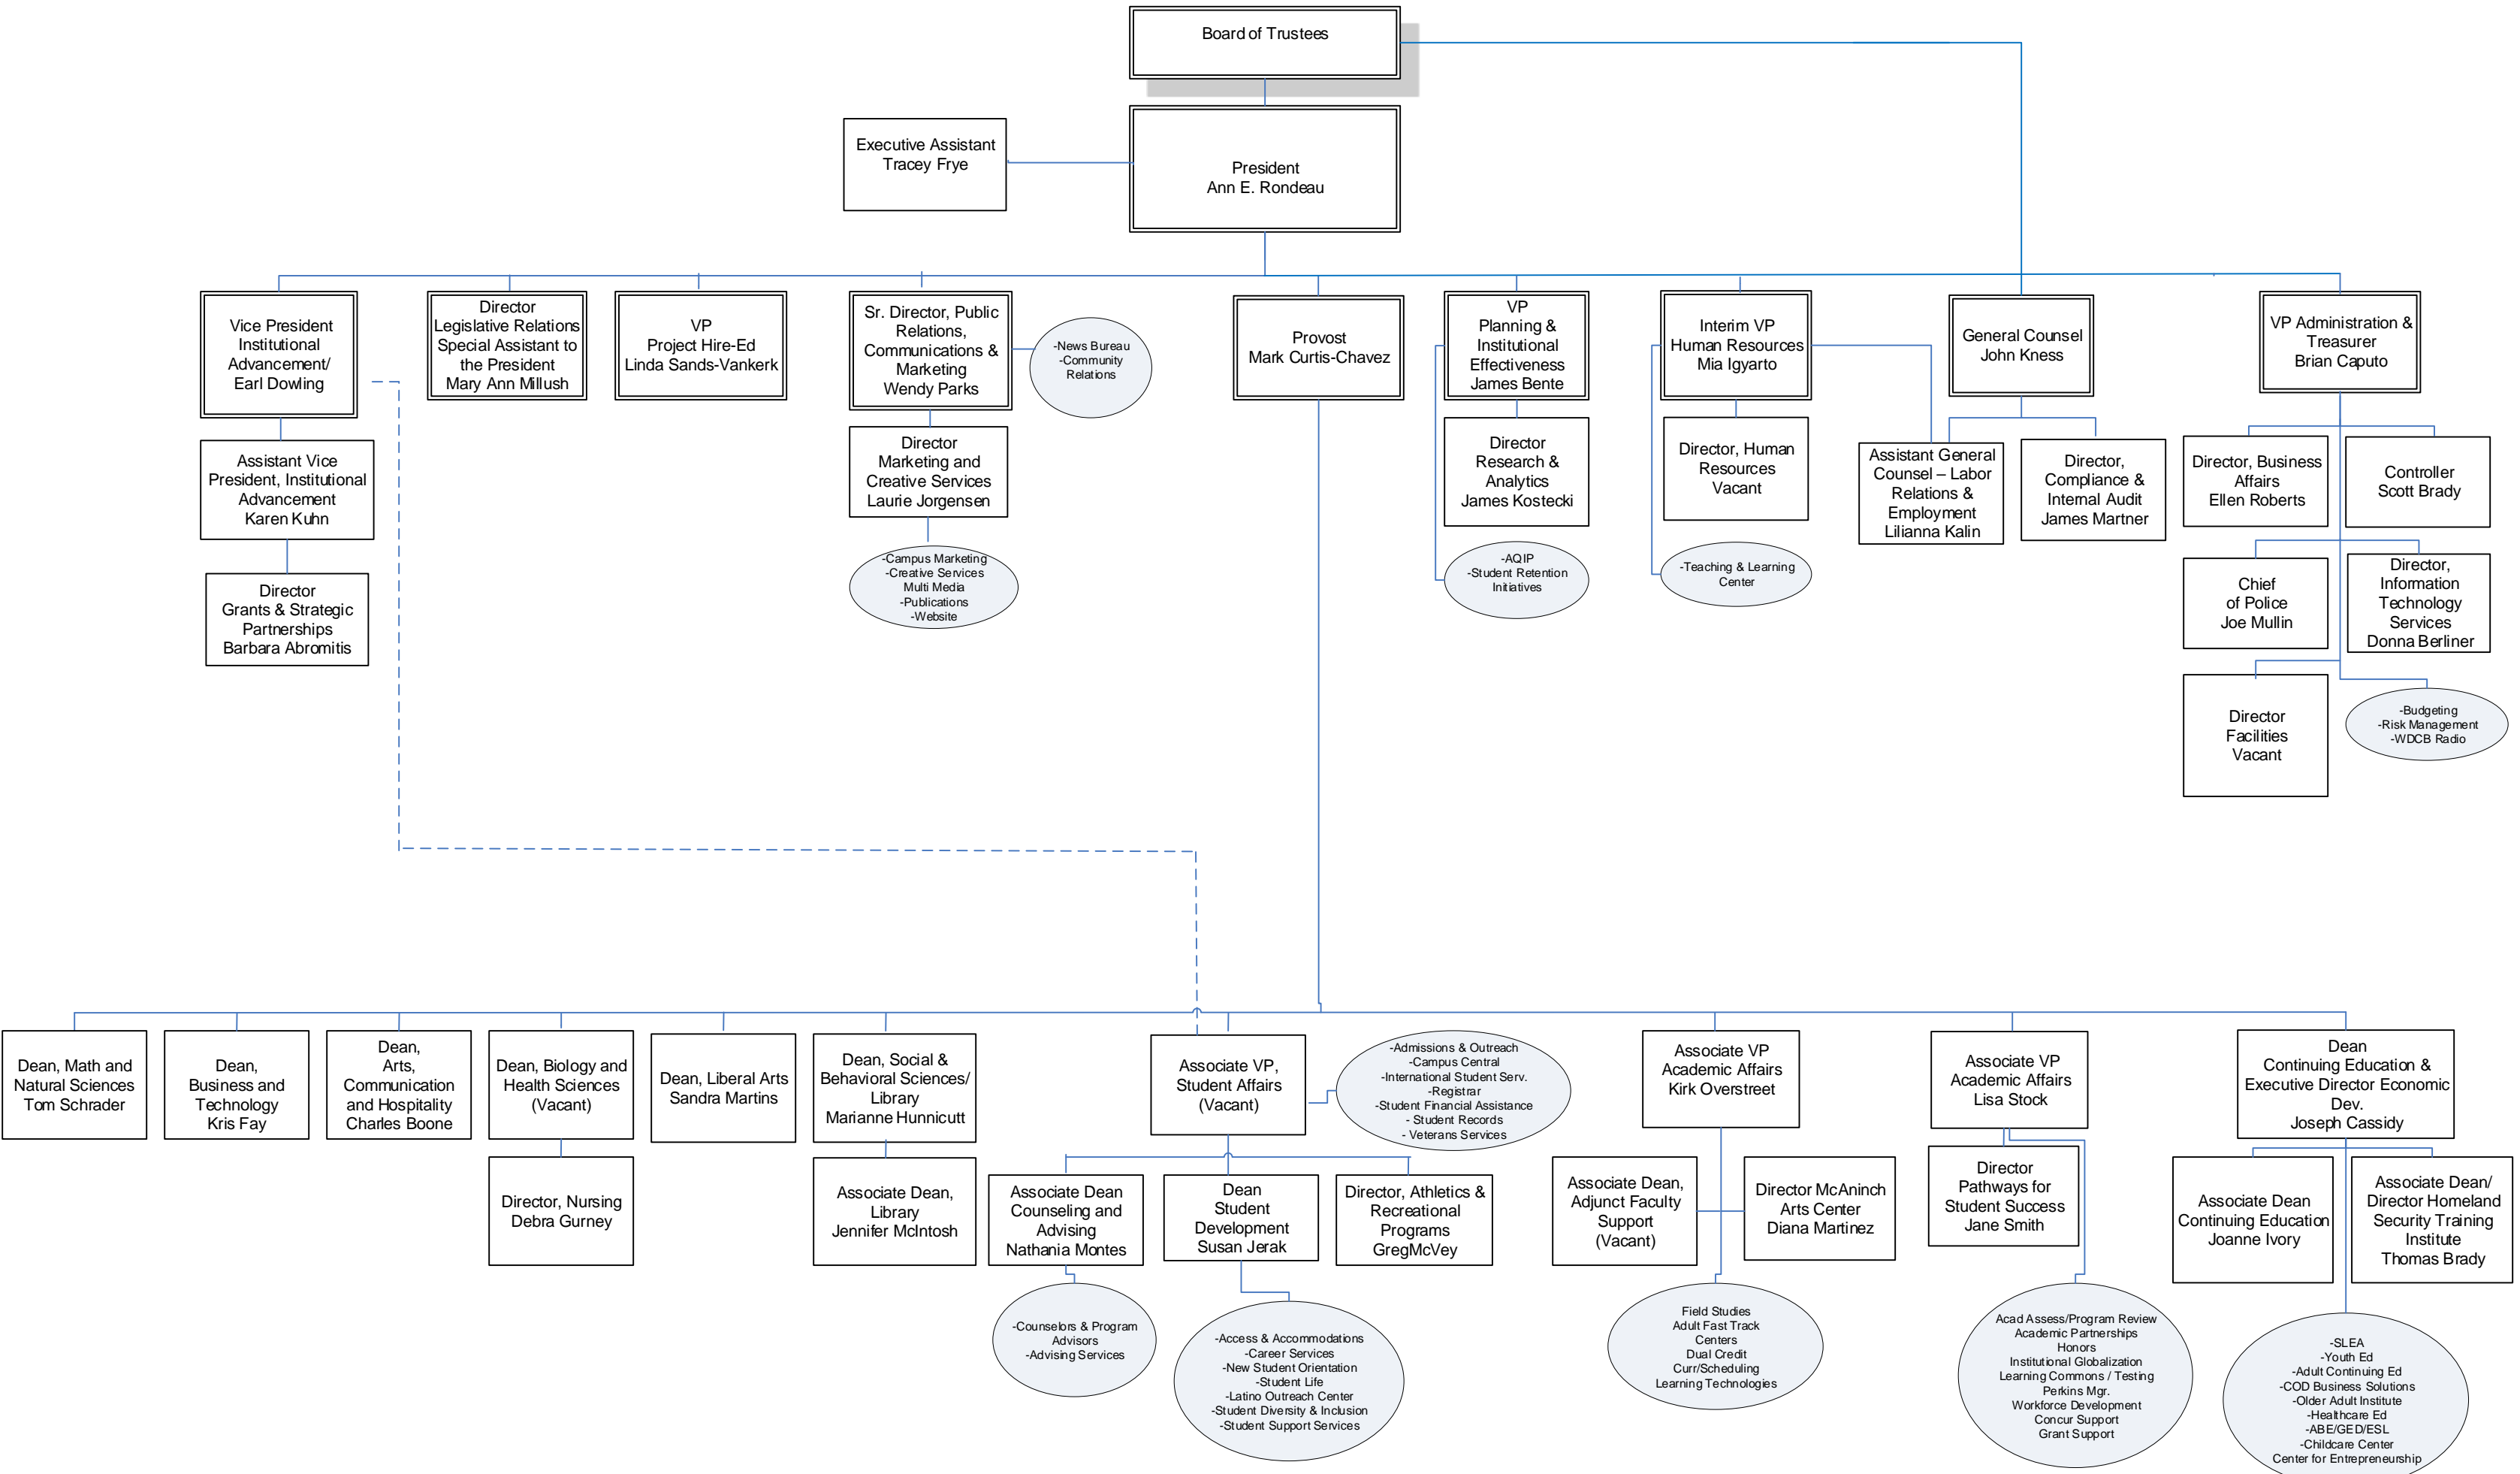 Board of Trustees
Executive Assistant
Tracey Frye
President
Ann E. Rondeau
Vice President
Institutional
Advancement/
Earl Dowling
Director
Legislative Relations
Special Assistant to
the President
Mary Ann Millush
VP
Project Hire-Ed
Linda Sands-Vankerk
Sr. Director, Public
Relations,
Communications &
Marketing
Wendy Parks
-News Bureau
-Community
Relations
Provost
Mark Curtis-Chavez
VP
Planning &
Institutional
Effectiveness
James Bente
Interim VP
Human Resources
Mia Igyarto
General Counsel
John Kness
VP Administration &
Treasurer
Brian Caputo
Assistant Vice
President, Institutional
Advancement
Karen Kuhn
Director
Marketing and
Creative Services
Laurie Jorgensen
Director
Research &
Analytics
James Kostecki
Director, Human
Resources
Vacant
Assistant General
Counsel – Labor
Relations &
Employment
Lilianna Kalin
Director,
Compliance &
Internal Audit
James Martner
Director, Business
Affairs
Ellen Roberts
Controller
Scott Brady
Director
Grants & Strategic
Partnerships
Barbara Abromitis
-Campus Marketing
-Creative Services
Multi Media
-Publications
-Website
-AQIP
-Student Retention
Initiatives
-Teaching & Learning
Center
Chief
of Police
Joe Mullin
Director,
Information
Technology
Services
Donna Berliner
Director
Facilities
Vacant
-Budgeting
-Risk Management
-WDCB Radio
Dean, Math and
Natural Sciences
Tom Schrader
Dean,
Business and
Technology
Kris Fay
Dean,
Arts,
Communication
and Hospitality
Charles Boone
Dean, Biology and
Health Sciences
(Vacant)
Dean, Liberal Arts
Sandra Martins
Dean, Social &
Behavioral Sciences/
Library
Marianne Hunnicutt
Associate VP,
Student Affairs
(Vacant)
-Admissions & Outreach
-Campus Central
-International Student Serv.
-Registrar
-Student Financial Assistance
- Student Records
- Veterans Services
Associate VP
Academic Affairs
Kirk Overstreet
Associate VP
Academic Affairs
Lisa Stock
Dean
Continuing Education &
Executive Director Economic
Dev.
Joseph Cassidy
Director, Nursing
Debra Gurney
Associate Dean,
Library
Jennifer McIntosh
Associate Dean
Counseling and
Advising
Nathania Montes
Dean
Student
Development
Susan Jerak
Director, Athletics &
Recreational
Programs
GregMcVey
Associate Dean,
Adjunct Faculty
Support
(Vacant)
Director McAninch
Arts Center
Diana Martinez
Director
Pathways for
Student Success
Jane Smith
Associate Dean
Continuing Education
Joanne Ivory
Associate Dean/
Director Homeland
Security Training
Institute
Thomas Brady
-Counselors & Program
Advisors
-Advising Services
-Access & Accommodations
-Career Services
-New Student Orientation
-Student Life
-Latino Outreach Center
-Student Diversity & Inclusion
-Student Support Services
Field Studies
Adult Fast Track
Centers
Dual Credit
Curr/Scheduling
Learning Technologies
Acad Assess/Program Review
Academic Partnerships
Honors
Institutional Globalization
Learning Commons / Testing
Perkins Mgr.
Workforce Development
Concur Support
Grant Support
-SLEA
-Youth Ed
-Adult Continuing Ed
-COD Business Solutions
-Older Adult Institute
-Healthcare Ed
-ABE/GED/ESL
-Childcare Center
Center for Entrepreneurship